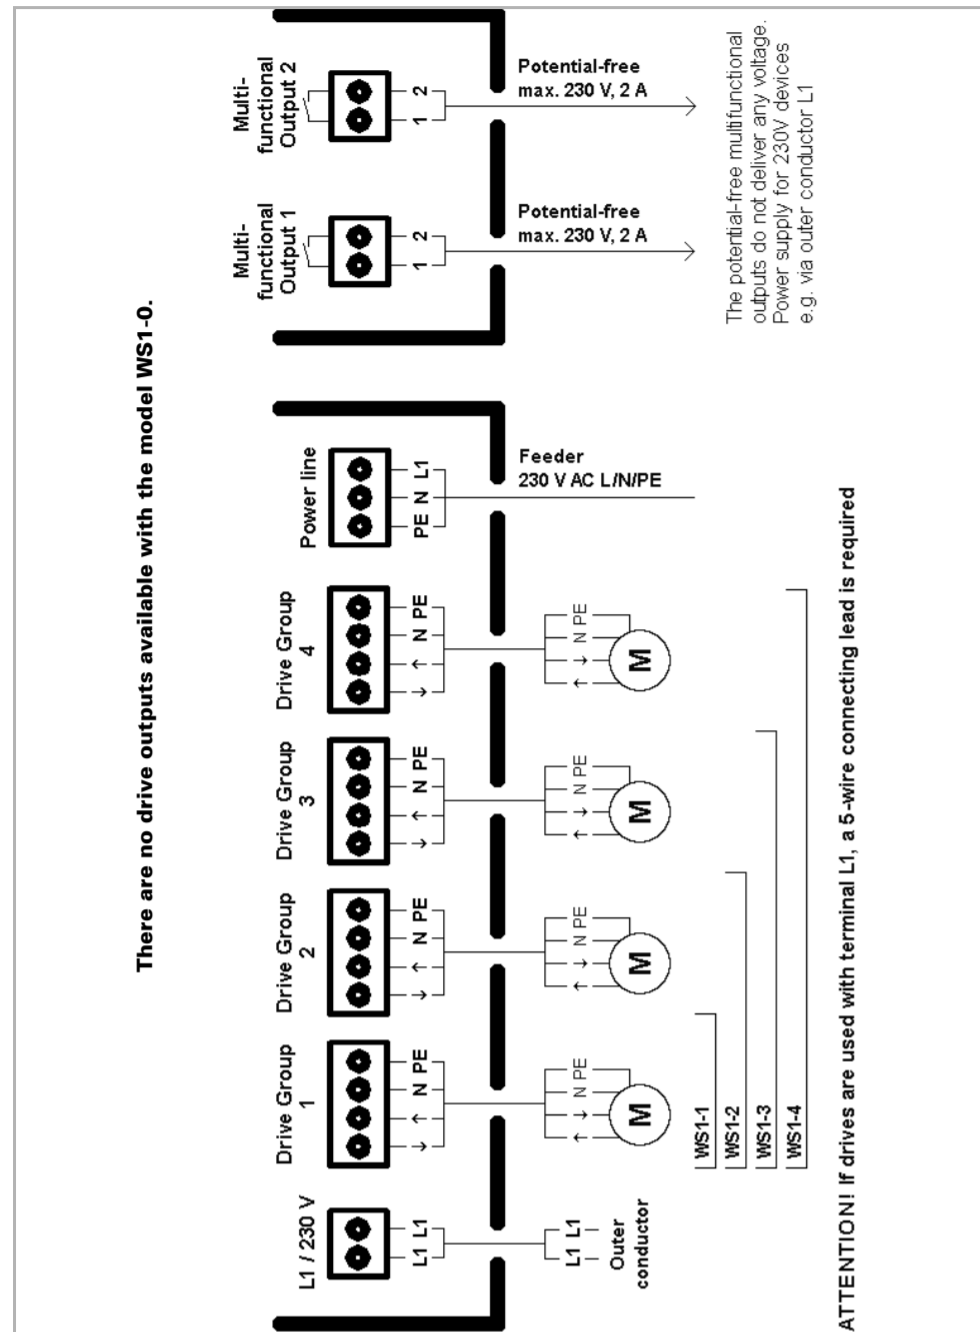 There are no drive outputs available with the model WS1-0.
L1 / 230 V
Drive Group
1
Drive Group
2
Drive Group
3
Drive Group
4
Power line
Multi-
functional
Output 1
Multi-
functional
Output 2
L1 L1
↓ ↑ N PE
↓ ↑ N PE
↓ ↑ N PE
↓ ↑ N PE
PE N L1
1 2
1 2
Feeder
230 V AC L/N/PE
Potential-free
max. 230 V, 2 A
Potential-free
max. 230 V, 2 A
L1 L1
Outer
conductor
↑ ↓ N PE
M
↑ ↓ N PE
M
↑ ↓ N PE
M
↑ ↓ N PE
M
WS1-1
WS1-2
WS1-3
WS1-4
The potential-free multifunctional
outputs do not deliver any voltage.
Power supply for 230V devices
e.g. via outer conductor L1
ATTENTION! If drives are used with terminal L1, a 5-wire connecting lead is required